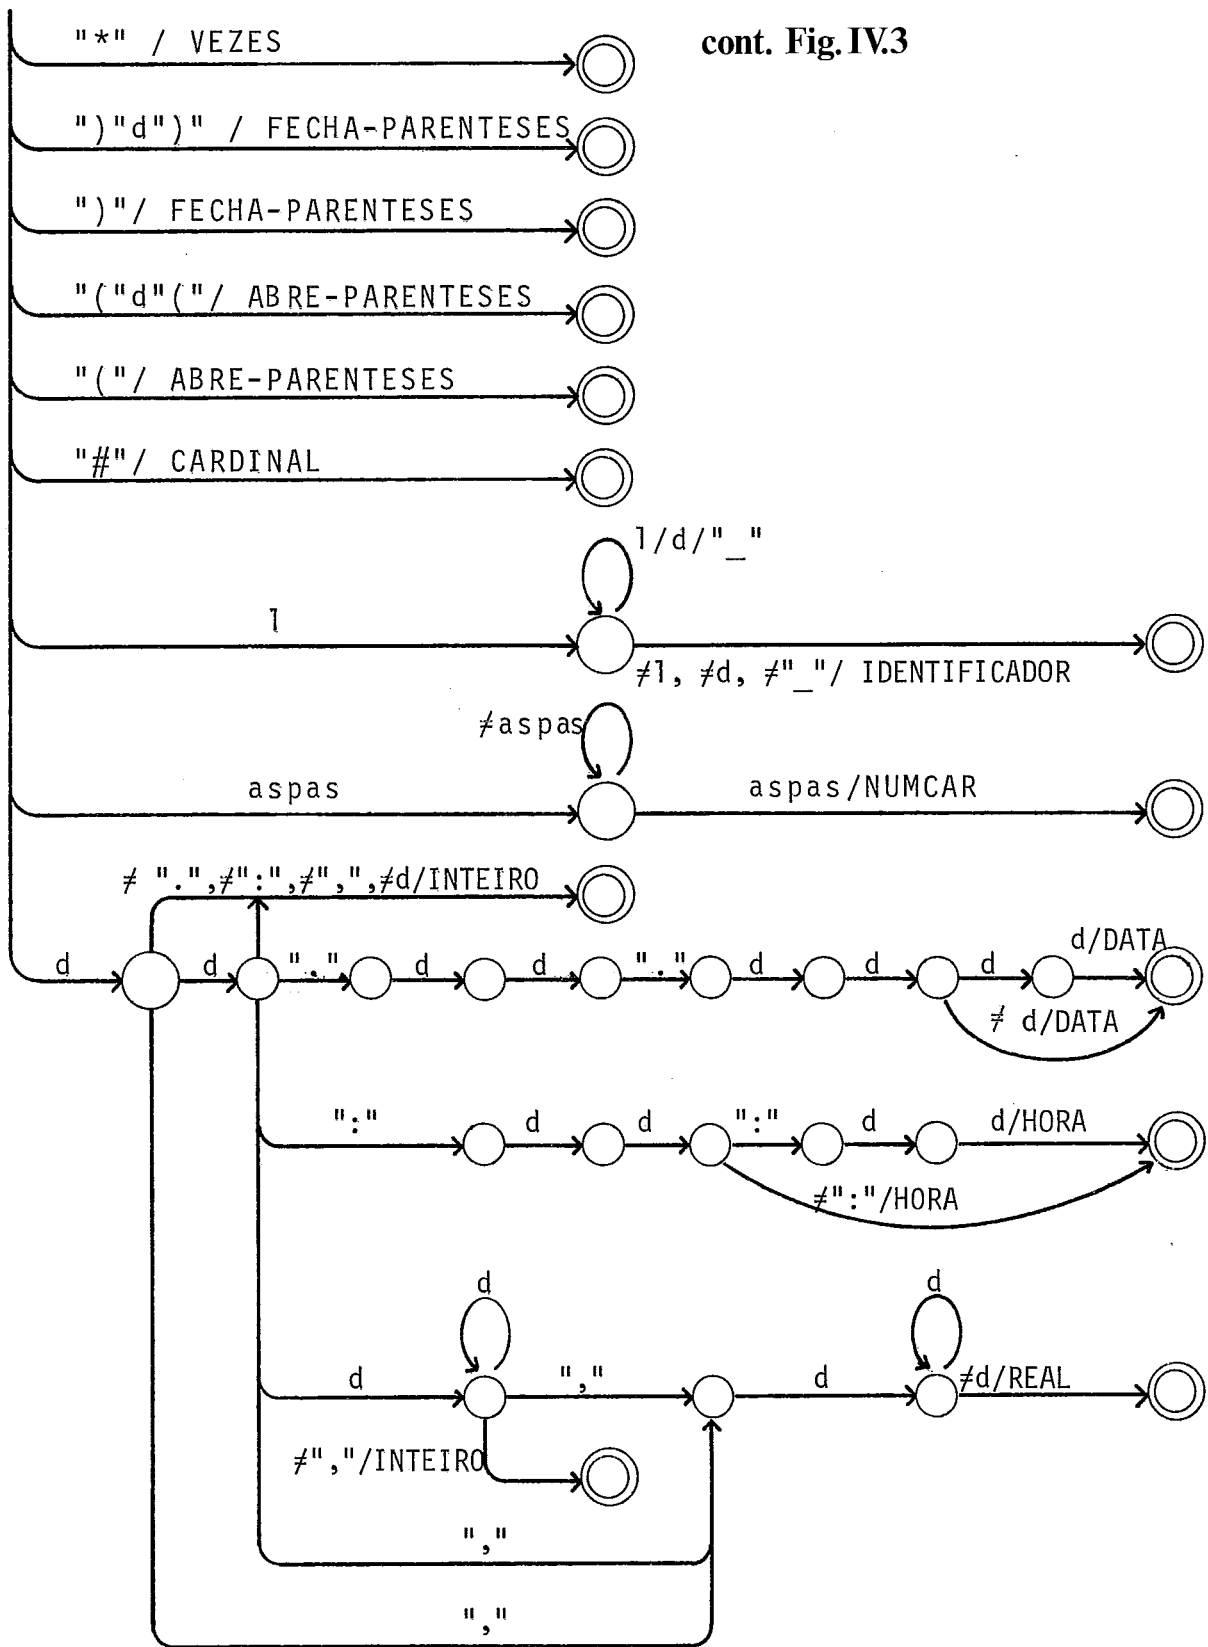 cont. Fig. IV.3
"*" / VEZES
")"d")" / FECHA-PARENTESES
")"/ FECHA-PARENTESES
"("d"("/ ABRE-PARENTESES
"("/ ABRE-PARENTESES
"#"/ CARDINAL
l/d/"_"
l
≠l, ≠d, ≠"_"/ IDENTIFICADOR
≠aspas
aspas
aspas/NUMCAR
≠ ".",≠":",≠",",≠d/INTEIRO
d d "." d d "." d d d d/DATA
≠ d/DATA
":" d d ":" d d/HORA
≠":"/HORA
d d
d "," d ≠d/REAL
≠","/INTEIRO
","
","